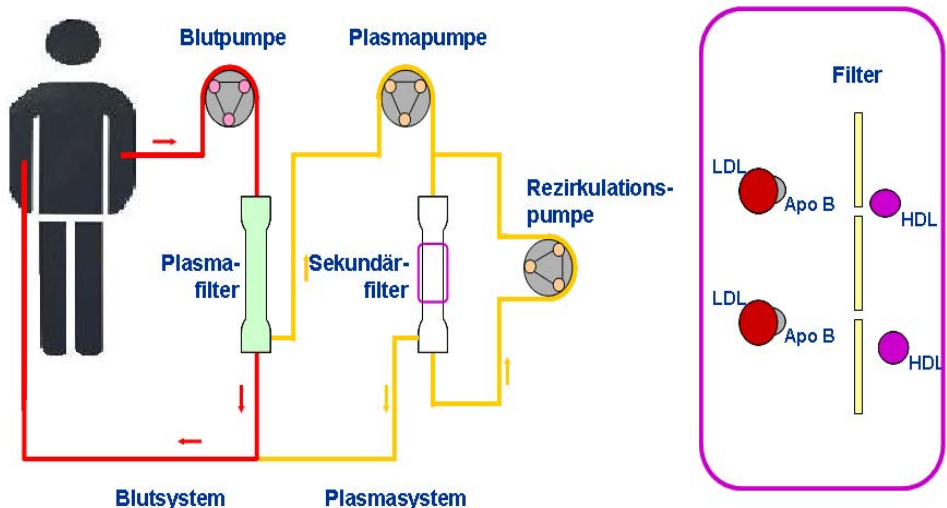 Blutpumpe
Plasmapumpe
Plasma-
filter
Sekundär-
filter
Rezirkulations-
pumpe
Blutsystem
Plasmasystem
Filter
LDL
Apo B
HDL
LDL
Apo B
HDL